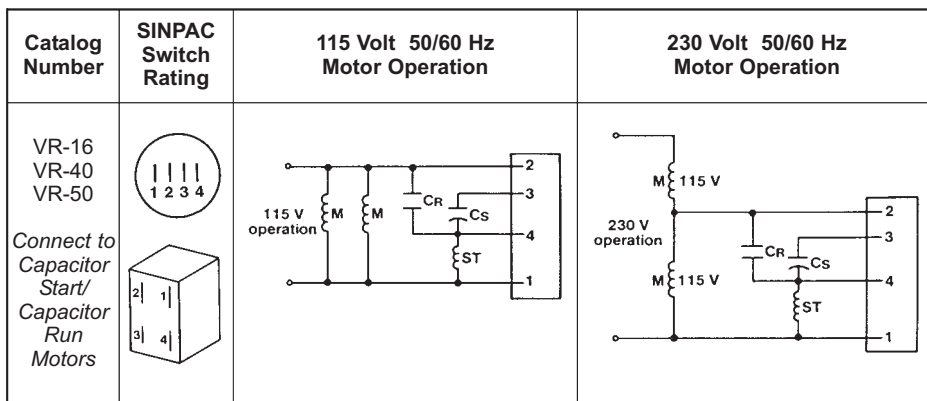 Catalog
Number
SINPAC
Switch
Rating
115 Volt 50/60 Hz
Motor Operation
230 Volt 50/60 Hz
Motor Operation
VR-16
VR-40
VR-50
Connect to
Capacitor
Start/
Capacitor
Run
Motors
1 2 3 4
2 1
3 4
115 V
operation
M
M
CR
CS
ST
2
3
4
1
230 V
operation
M 115 V
M 115 V
CR
CS
ST
2
3
4
1